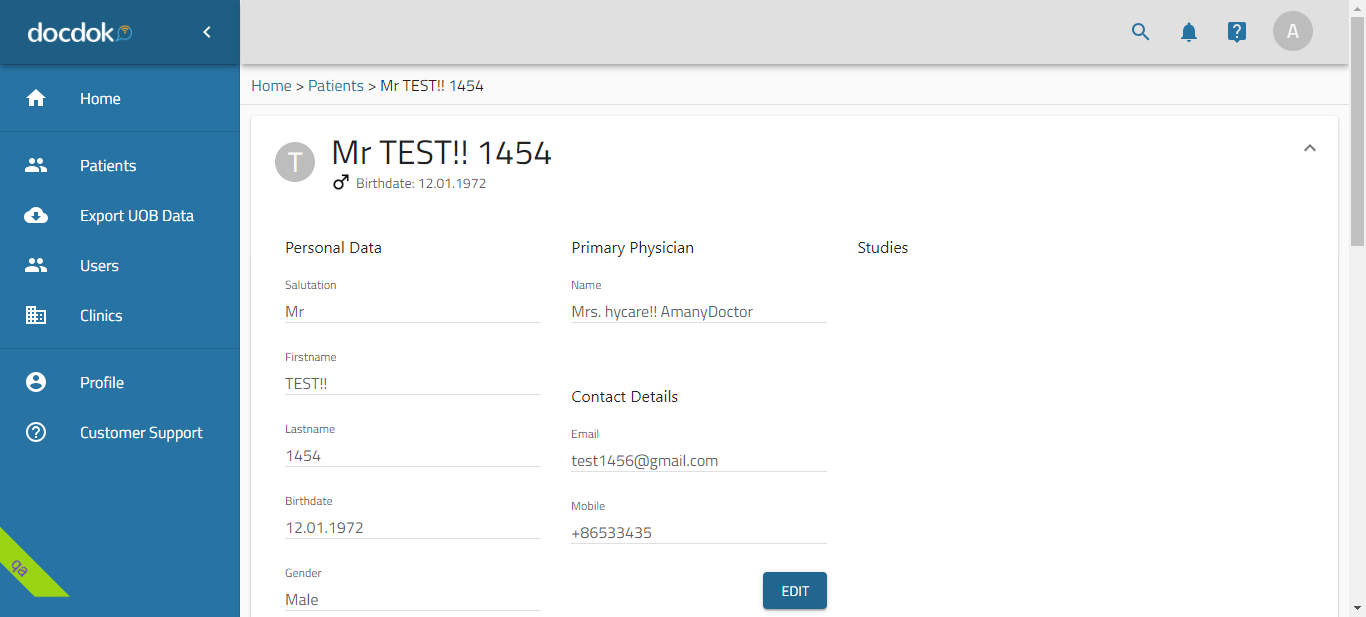 docdok
A
Home
Patients
Export UOB Data
Users
Clinics
Profile
Customer Support
qa
Home > Patients > Mr TEST!! 1454
T
Mr TEST!! 1454
Birthdate: 12.01.1972
Personal Data
Salutation
Mr
Firstname
TEST!!
Lastname
1454
Birthdate
12.01.1972
Gender
Male
Primary Physician
Name
Mrs. hycare!! AmanyDoctor
Contact Details
Email
test1456@gmail.com
Mobile
+86533435
EDIT
Studies